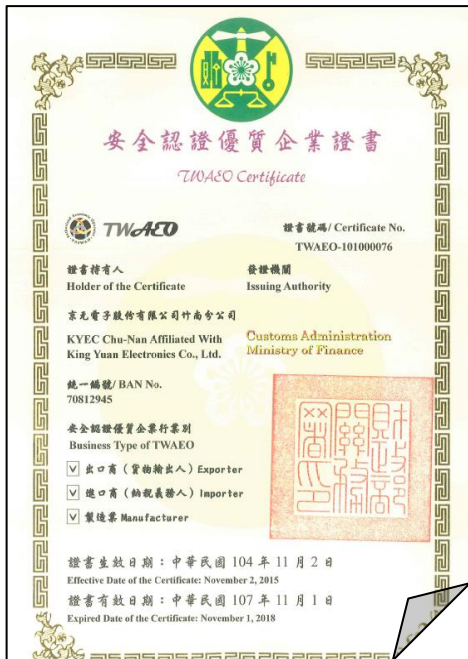 財
安全認證優質企業證書
TWAEO Certificate
TWAEO
證書號碼/ Certificate No.
TWAEO-101000076
證書持有人
發證機關
Holder of the Certificate
Issuing Authority
京元電子股份有限公司竹南分公司
KYEC Chu-Nan Affiliated With
King Yuan Electronics Co., Ltd.
Customs Administration
Ministry of Finance
統一編號/ BAN No.
70812945
安全認證優質企業行業別
Business Type of TWAEO
出口商（貨物輸出人）Exporter
進口商（納稅義務人）Importer
製造業 Manufacturer
財政部
關務
署印
證書生效日期：中華民國 104 年 11 月 2 日
Effective Date of the Certificate: November 2, 2015
證書有效日期：中華民國 107 年 11 月 1 日
Expired Date of the Certificate: November 1, 2018